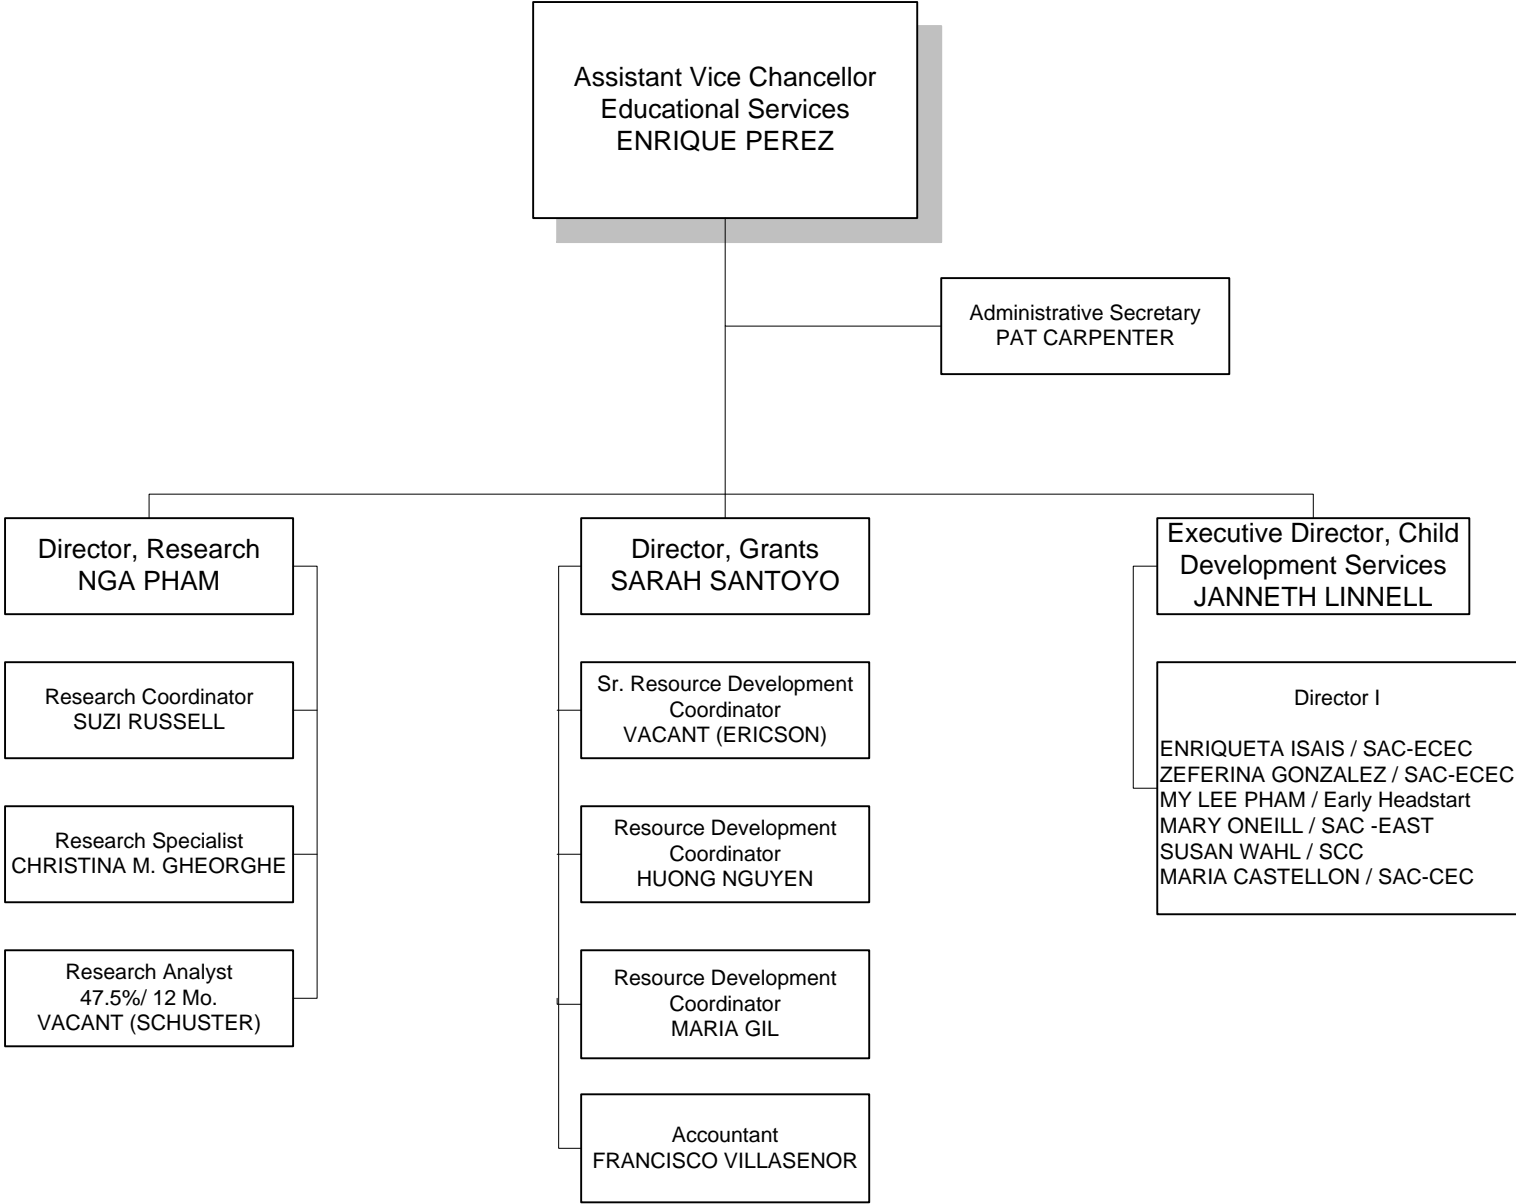 Assistant Vice Chancellor
Educational Services
ENRIQUE PEREZ
Administrative Secretary
PAT CARPENTER
Director, Research
NGA PHAM
Research Coordinator
SUZI RUSSELL
Research Specialist
CHRISTINA M. GHEORGHE
Research Analyst
47.5%/ 12 Mo.
VACANT (SCHUSTER)
Director, Grants
SARAH SANTOYO
Sr. Resource Development
Coordinator
VACANT (ERICSON)
Resource Development
Coordinator
HUONG NGUYEN
Resource Development
Coordinator
MARIA GIL
Accountant
FRANCISCO VILLASENOR
Executive Director, Child
Development Services
JANNETH LINNELL
Director I
ENRIQUETA ISAIS / SAC-ECEC
ZEFERINA GONZALEZ / SAC-ECEC
MY LEE PHAM / Early Headstart
MARY ONEILL / SAC -EAST
SUSAN WAHL / SCC
MARIA CASTELLON / SAC-CEC